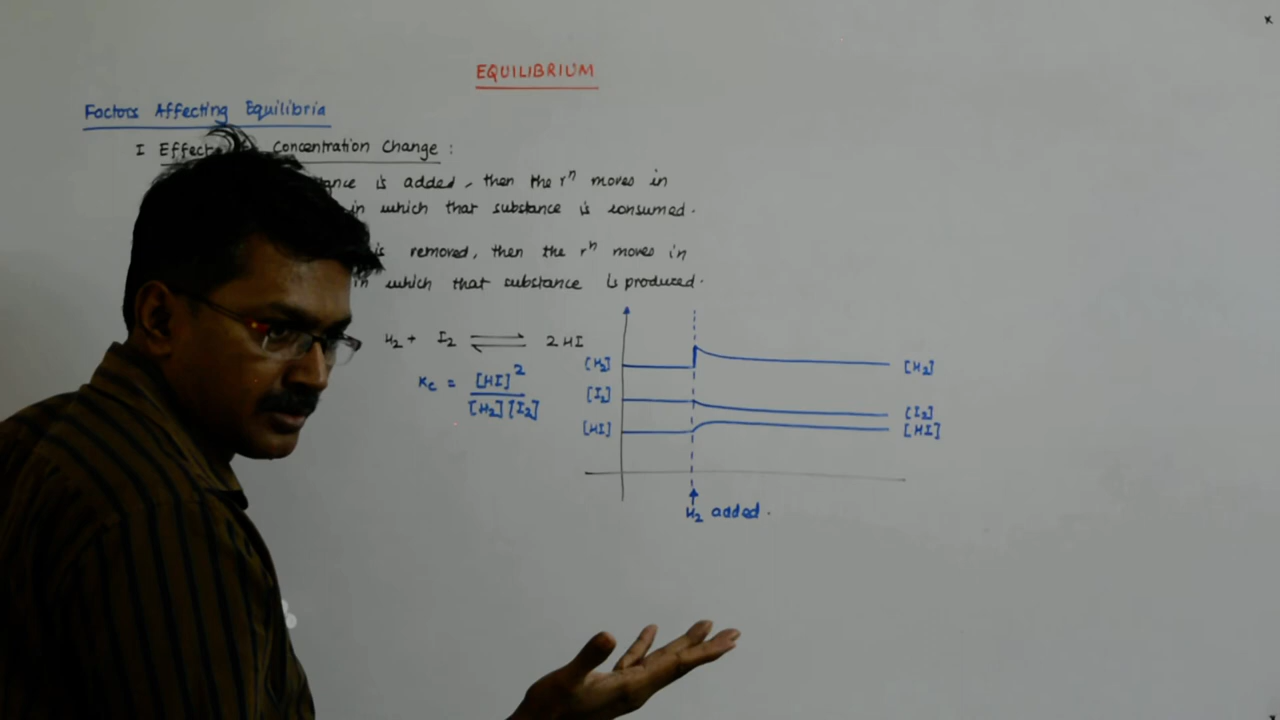 EQUILIBRIUM
Factors Affecting Equilibria
I Effect Concentration Change :
is added, then the rⁿ moves in
in which that substance is consumed.
is removed, then the rⁿ moves in
in which that substance is produced.
H₂ + I₂ ⇌ 2 HI
Kc = [HI]² / [H₂][I₂]
[H₂] [H₂]
[I₂] [I₂]
[HI] [HI]
H₂ added.